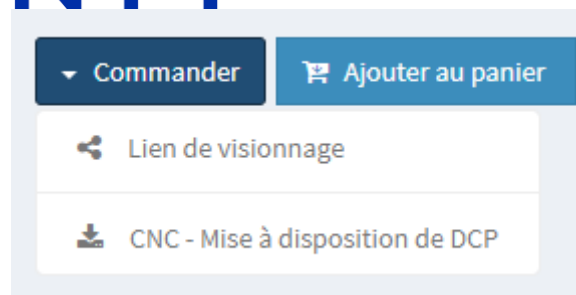 Commander
Ajouter au panier
Lien de visionnage
CNC - Mise à disposition de DCP